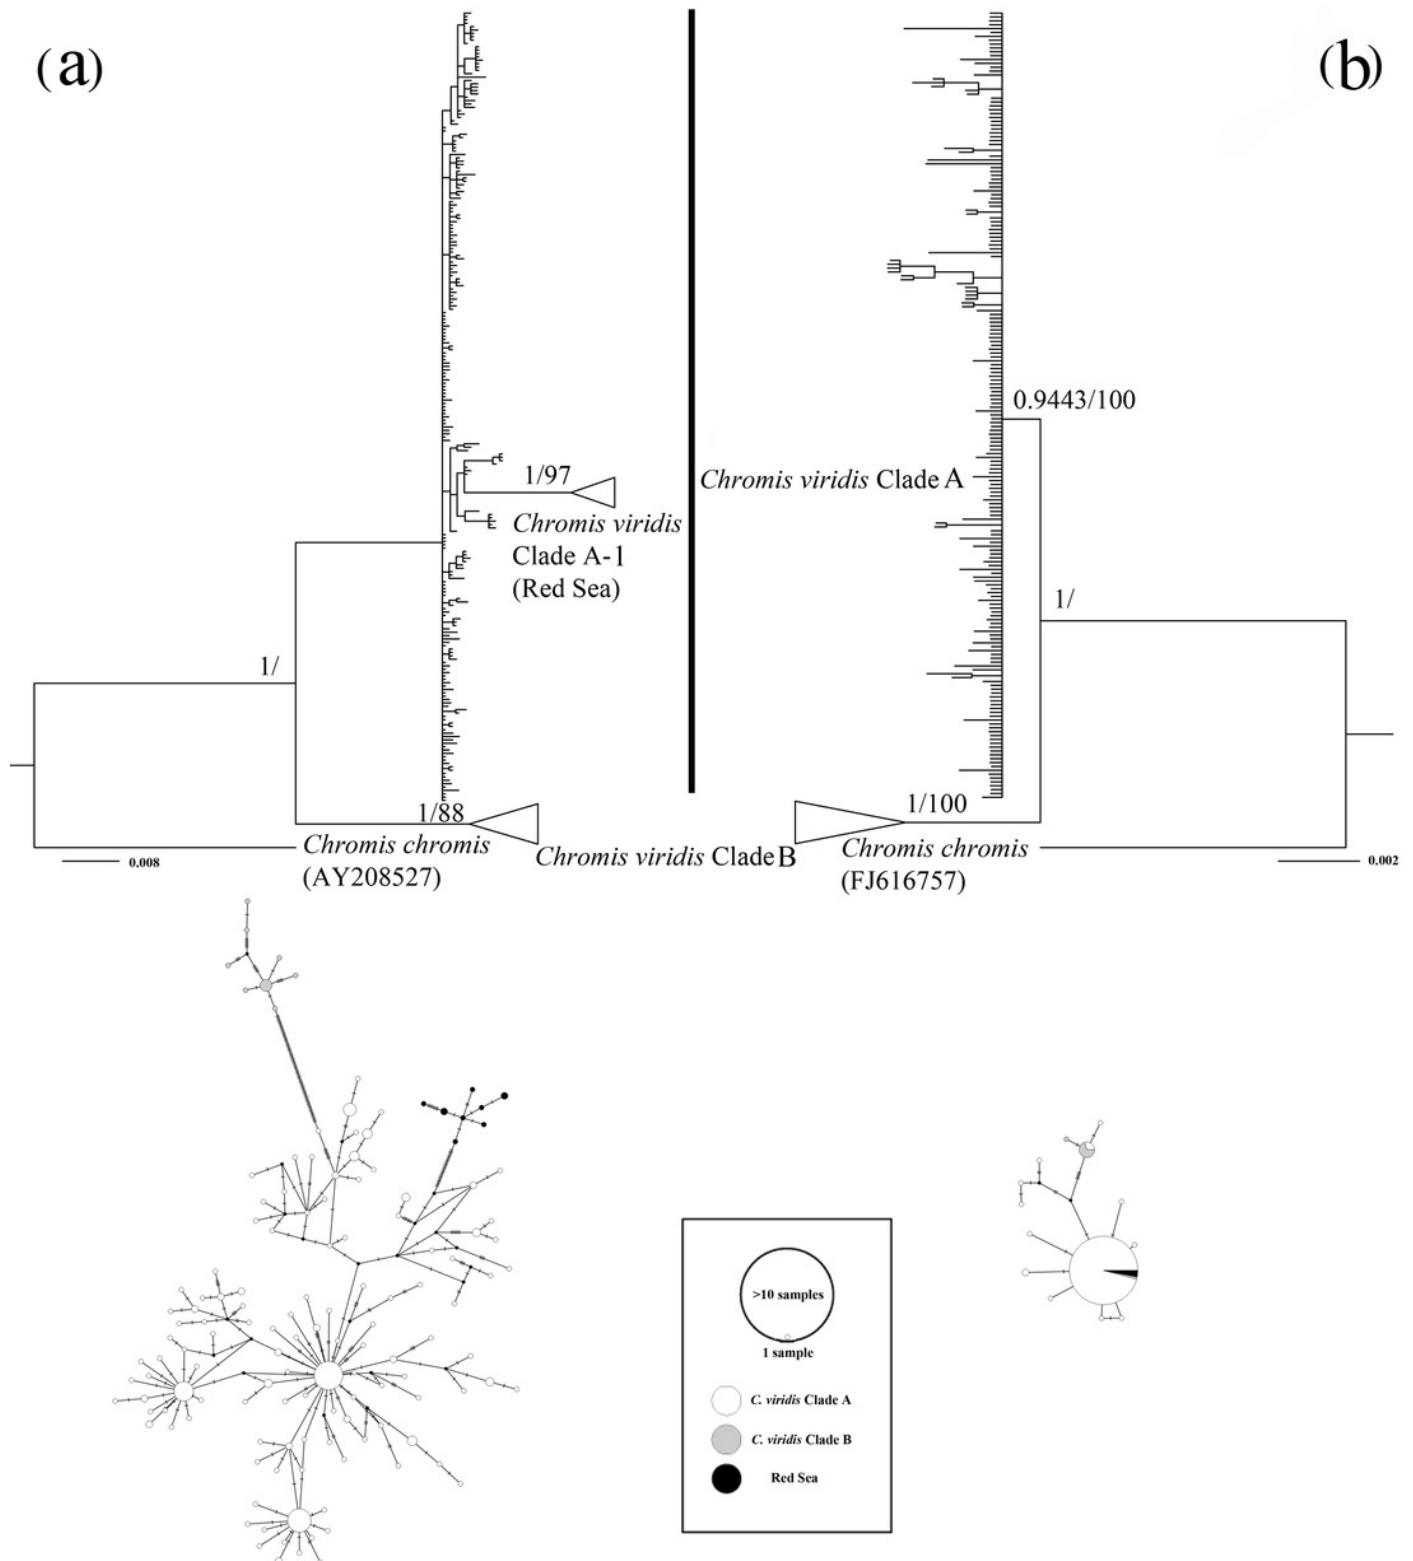 (a)
(b)
0.9443/100
1/97
Chromis viridis Clade A
Chromis viridis
Clade A-1
(Red Sea)
1/
1/
1/88
1/100
Chromis chromis
(AY208527)
Chromis viridis Clade B
Chromis chromis
(FJ616757)
0.008
0.002
>10 samples
1 sample
C. viridis Clade A
C. viridis Clade B
Red Sea